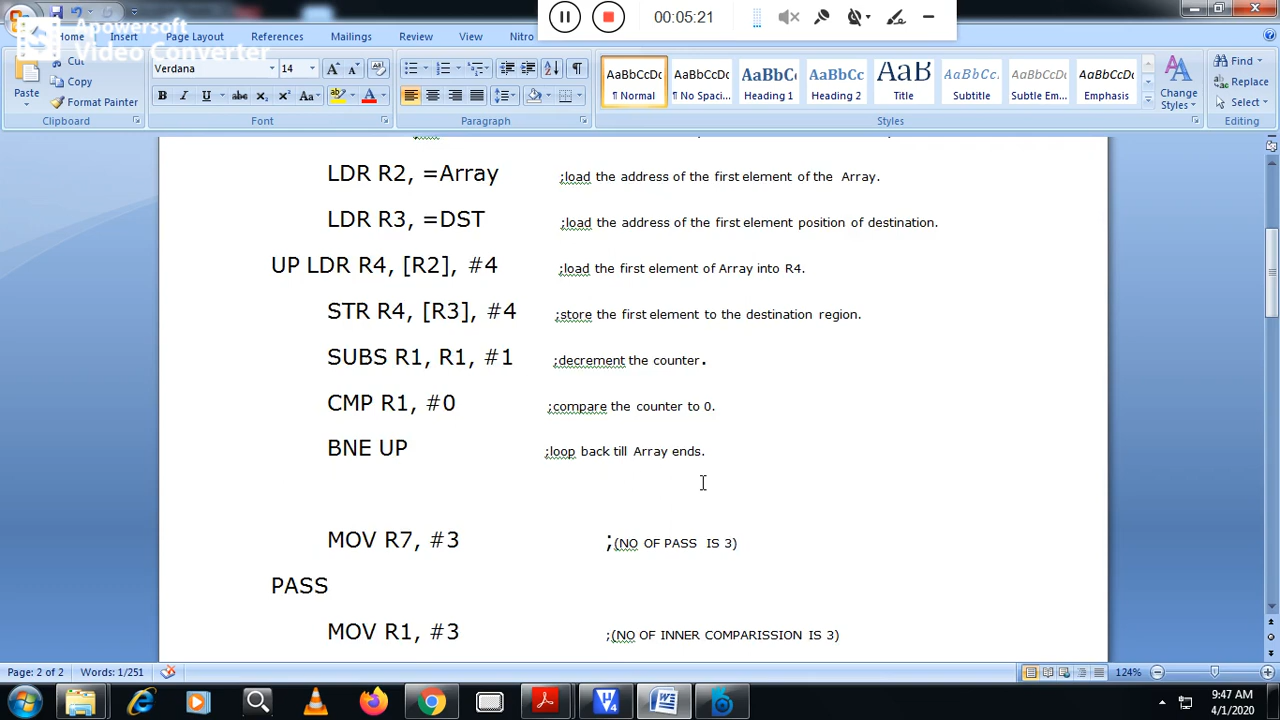 00:05:21
Apowersoft
Video Converter
Home Insert Page Layout References Mailings Review View Nitro
Cut
Copy
Format Painter
Paste
Verdana 14
AaBbCcDc AaBbCcDc AaBbCc AaBbCc AaB AaBbCc. AaBbCcDc AaBbCcDc
¶ Normal ¶ No Spaci... Heading 1 Heading 2 Title Subtitle Subtle Em... Emphasis
Change
Styles
Find
Replace
Select
Clipboard Font Paragraph Styles Editing
LDR R2, =Array ;load the address of the first element of the Array.
LDR R3, =DST ;load the address of the first element position of destination.
UP LDR R4, [R2], #4 ;load the first element of Array into R4.
STR R4, [R3], #4 ;store the first element to the destination region.
SUBS R1, R1, #1 ;decrement the counter.
CMP R1, #0 ;compare the counter to 0.
BNE UP ;loop back till Array ends.
MOV R7, #3 ;(NO OF PASS IS 3)
PASS
MOV R1, #3 ;(NO OF INNER COMPARISSION IS 3)
Page: 2 of 2 Words: 1/251 124%
9:47 AM
4/1/2020